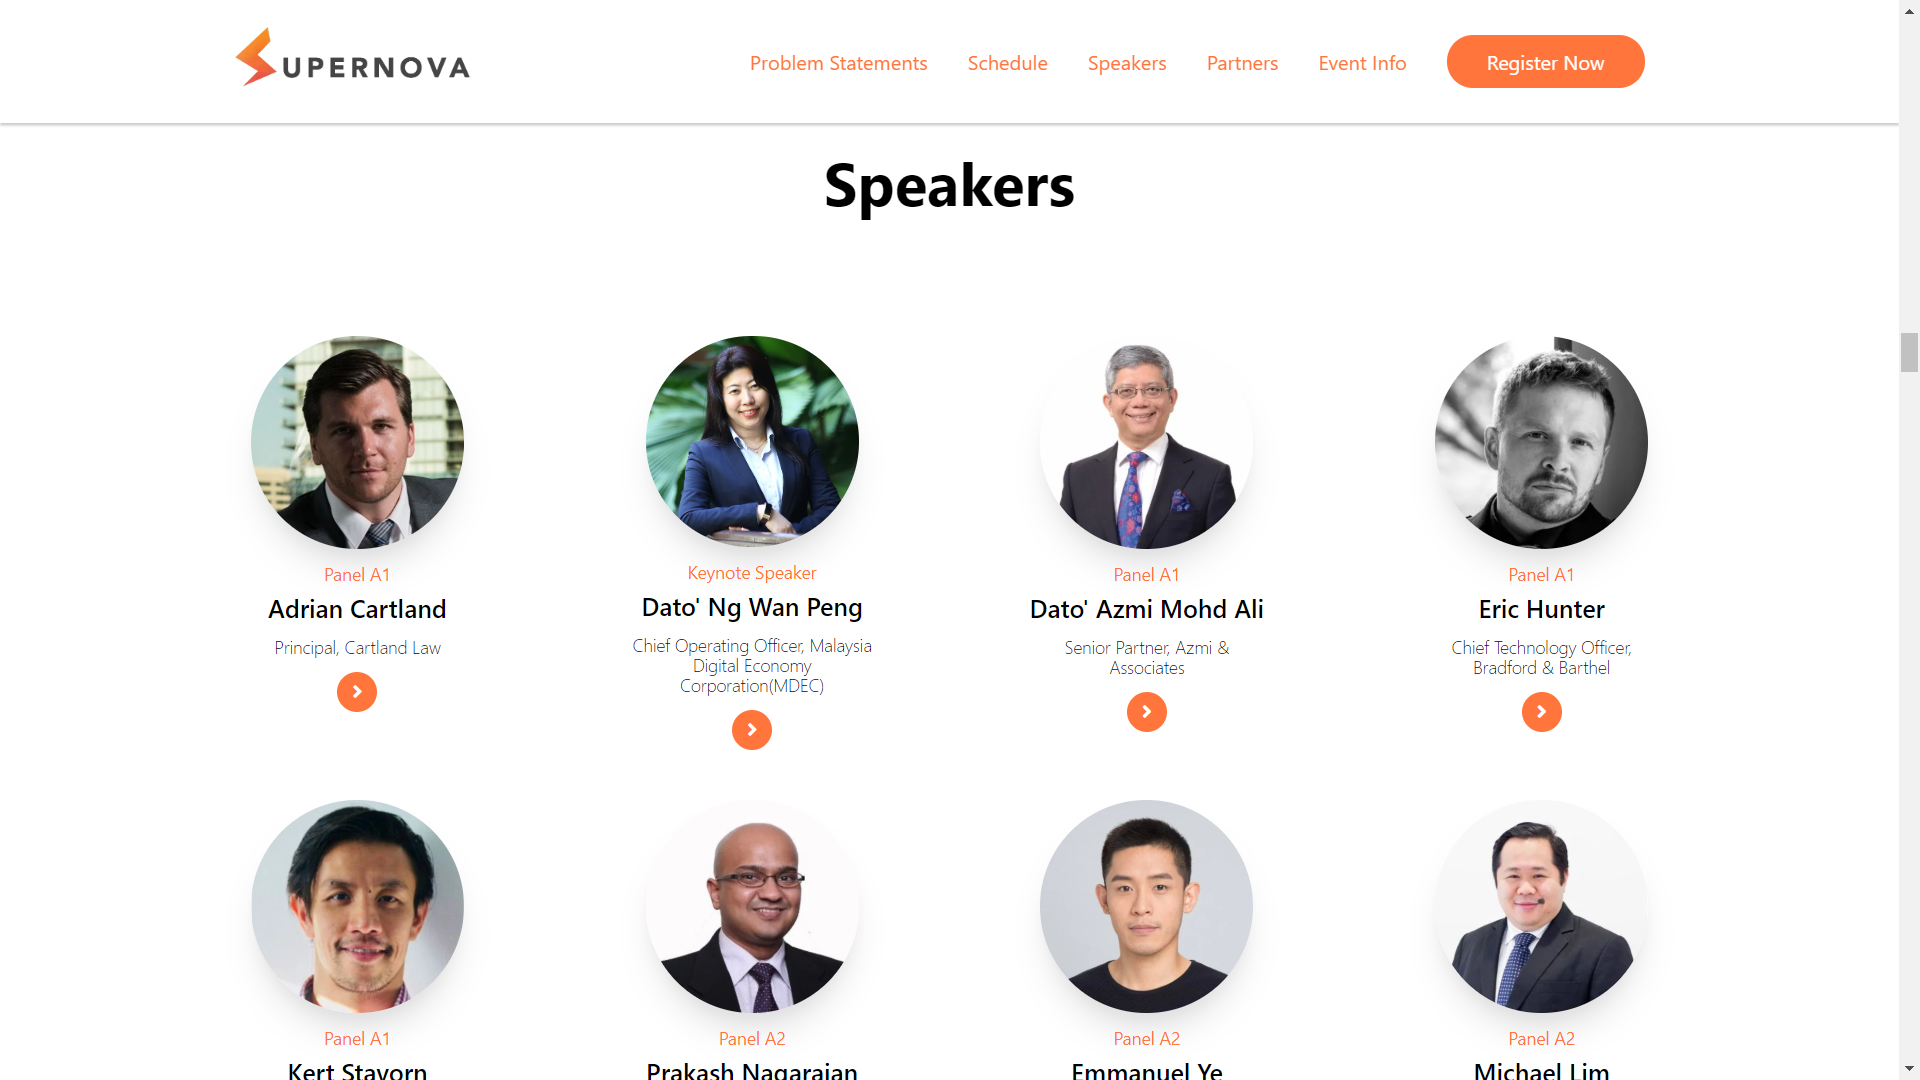 SUPERNOVA
Problem Statements
Schedule
Speakers
Partners
Event Info
Register Now
Speakers
Panel A1
Adrian Cartland
Principal, Cartland Law
Keynote Speaker
Dato' Ng Wan Peng
Chief Operating Officer, Malaysia
Digital Economy
Corporation(MDEC)
Panel A1
Dato' Azmi Mohd Ali
Senior Partner, Azmi &
Associates
Panel A1
Eric Hunter
Chief Technology Officer,
Bradford & Barthel
Panel A1
Kert Stavorn
Panel A2
Prakash Nagarajan
Panel A2
Emmanuel Ye
Panel A2
Michael Lim